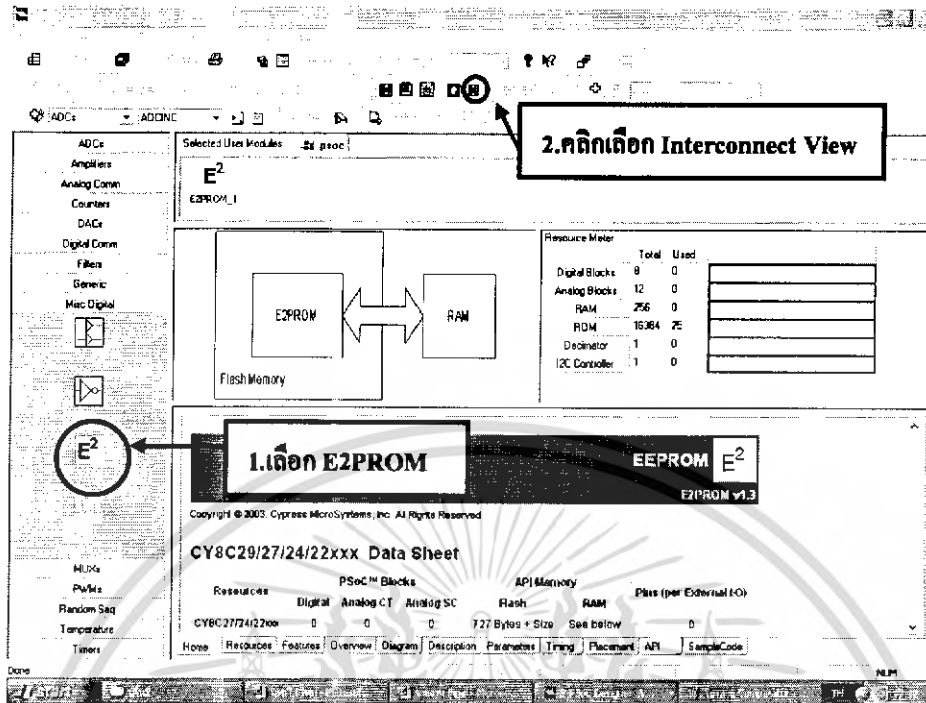 ADCs
ADCINC
2.คลิกเลือก Interconnect View
ADCs
Amplifiers
Analog Comm
Counters
DACs
Digital Comm
Filters
Generic
Misc Digital
E2
MUXs
PWMs
Random Seq
Temperature
Timers
Selected User Modules
psoc
E2
E2PROM_1
E2PROM
RAM
Flash Memory
Resource Meter
Total Used
Digital Blocks 8 0
Analog Blocks 12 0
RAM 256 0
ROM 16384 25
Decimator 1 0
I2C Controller 1 0
1.เลือก E2PROM
EEPROM E2
E2PROM v1.3
Copyright © 2003. Cypress MicroSystems, Inc. All Rights Reserved
CY8C29/27/24/22xxx Data Sheet
Resources
PSoC™ Blocks
API Memory
Pins (per External I/O)
Digital Analog CT Analog SC Flash RAM
CY8C27/24/22xxx 0 0 0 727 Bytes + Size See below 0
Home Resources Features Overview Diagram Description Parameters Timing Placement API SampleCode
Done
NUM
TH